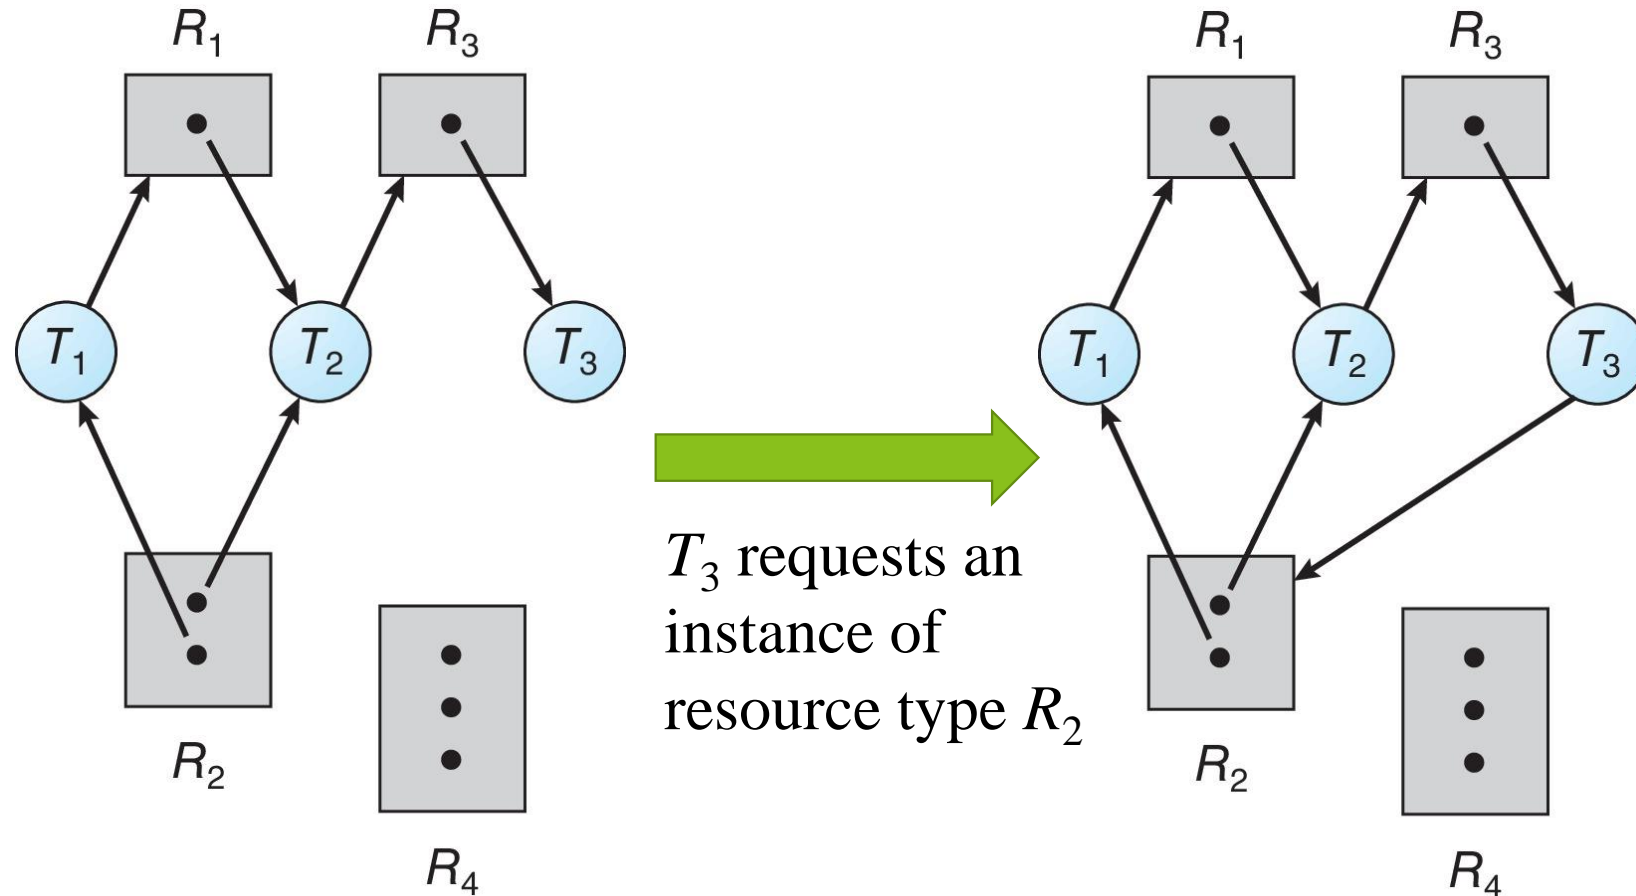 R1 R3 R1 R3
T1 T2 T3 T1 T2 T3
T3 requests an
instance of
resource type R2
R2 R2
R4 R4